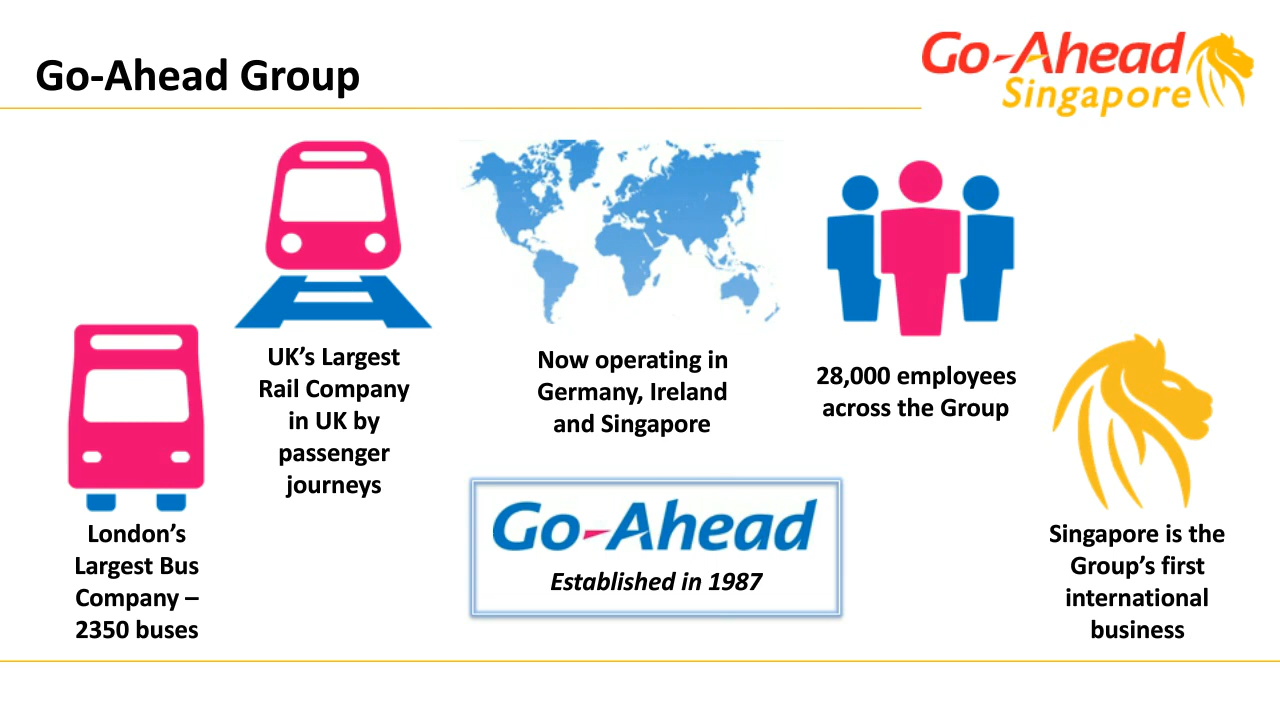 Go-Ahead Group
Go-Ahead
Singapore
UK's Largest
Rail Company
in UK by
passenger
journeys
Now operating in
Germany, Ireland
and Singapore
28,000 employees
across the Group
London's
Largest Bus
Company –
2350 buses
Go-Ahead
Established in 1987
Singapore is the
Group's first
international
business